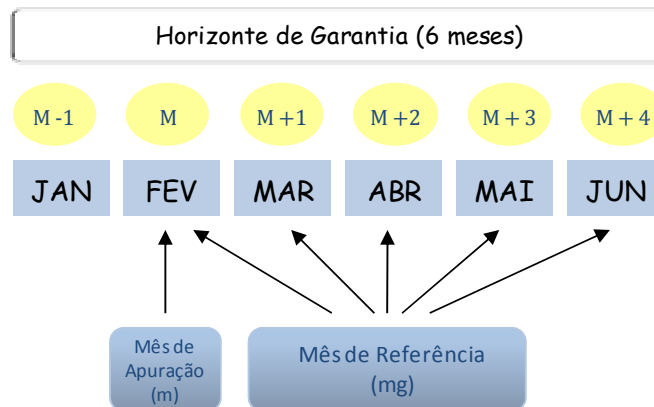 Horizonte de Garantia (6 meses)
M -1 M M +1 M +2 M + 3 M + 4
JAN FEV MAR ABR MAI JUN
Mês de
Apuração
(m)
Mês de Referência
(mg)